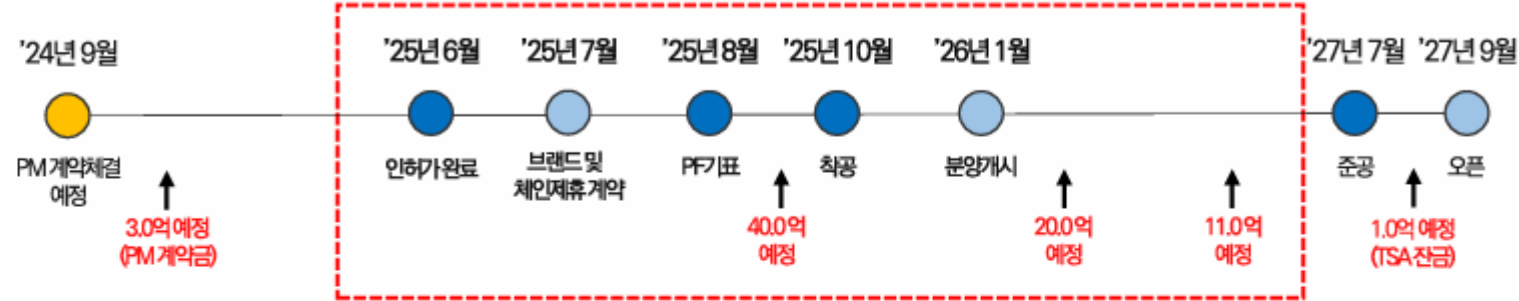 '24년 9월
'25년 6월
'25년 7월
'25년 8월
'25년 10월
'26년 1월
'27년 7월
'27년 9월
PM 계약체결
예정
인허가 완료
브랜드 및
체인제휴 계약
PF기표
착공
분양개시
준공
오픈
3.0억 예정
(PM 계약금)
40.0억
예정
20.0억
예정
11.0억
예정
1.0억 예정
(TSA 잔금)